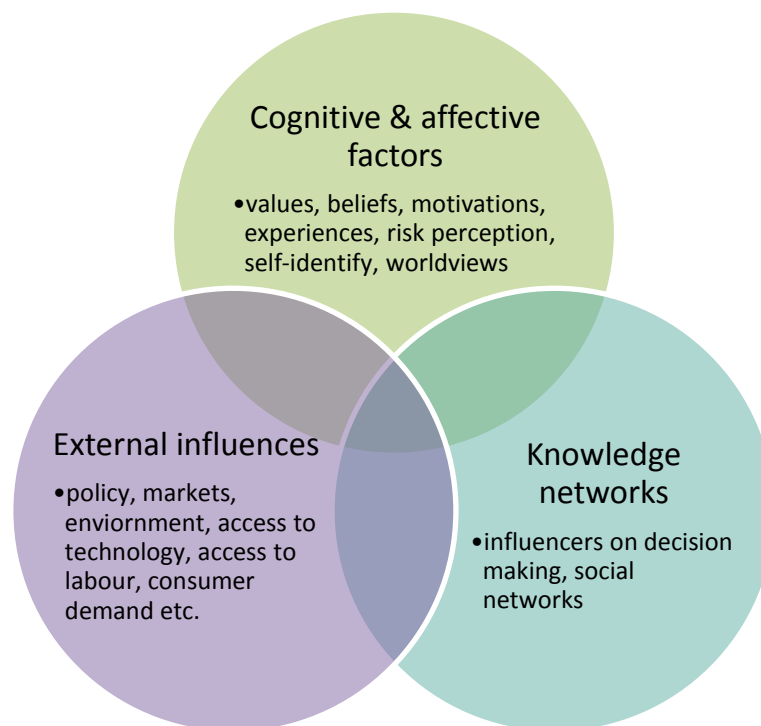 Cognitive & affective
factors
•values, beliefs, motivations,
experiences, risk perception,
self-identify, worldviews
External influences
•policy, markets,
enviornment, access to
technology, access to
labour, consumer
demand etc.
Knowledge
networks
•influencers on decision
making, social
networks